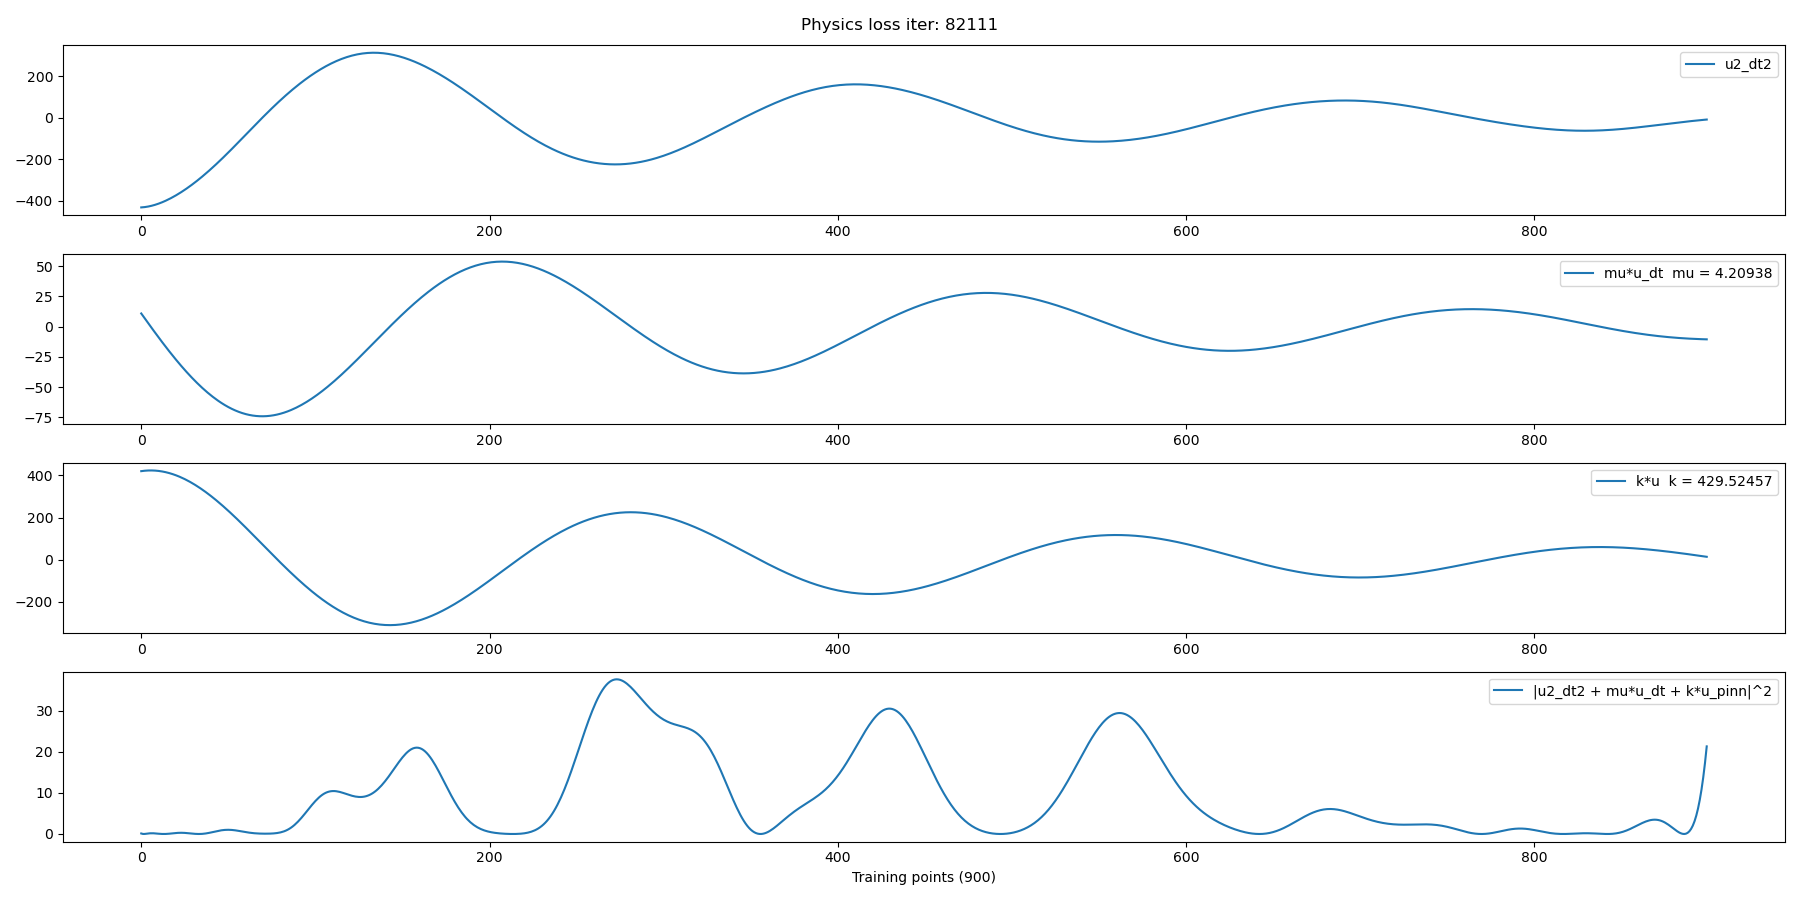 Physics loss iter: 82111
u2_dt2
200
0
−200
−400
0 200 400 600 800
mu*u_dt mu = 4.20938
50
25
0
−25
−50
−75
0 200 400 600 800
k*u k = 429.52457
400
200
0
−200
0 200 400 600 800
|u2_dt2 + mu*u_dt + k*u_pinn|^2
30
20
10
0
0 200 400 600 800
Training points (900)